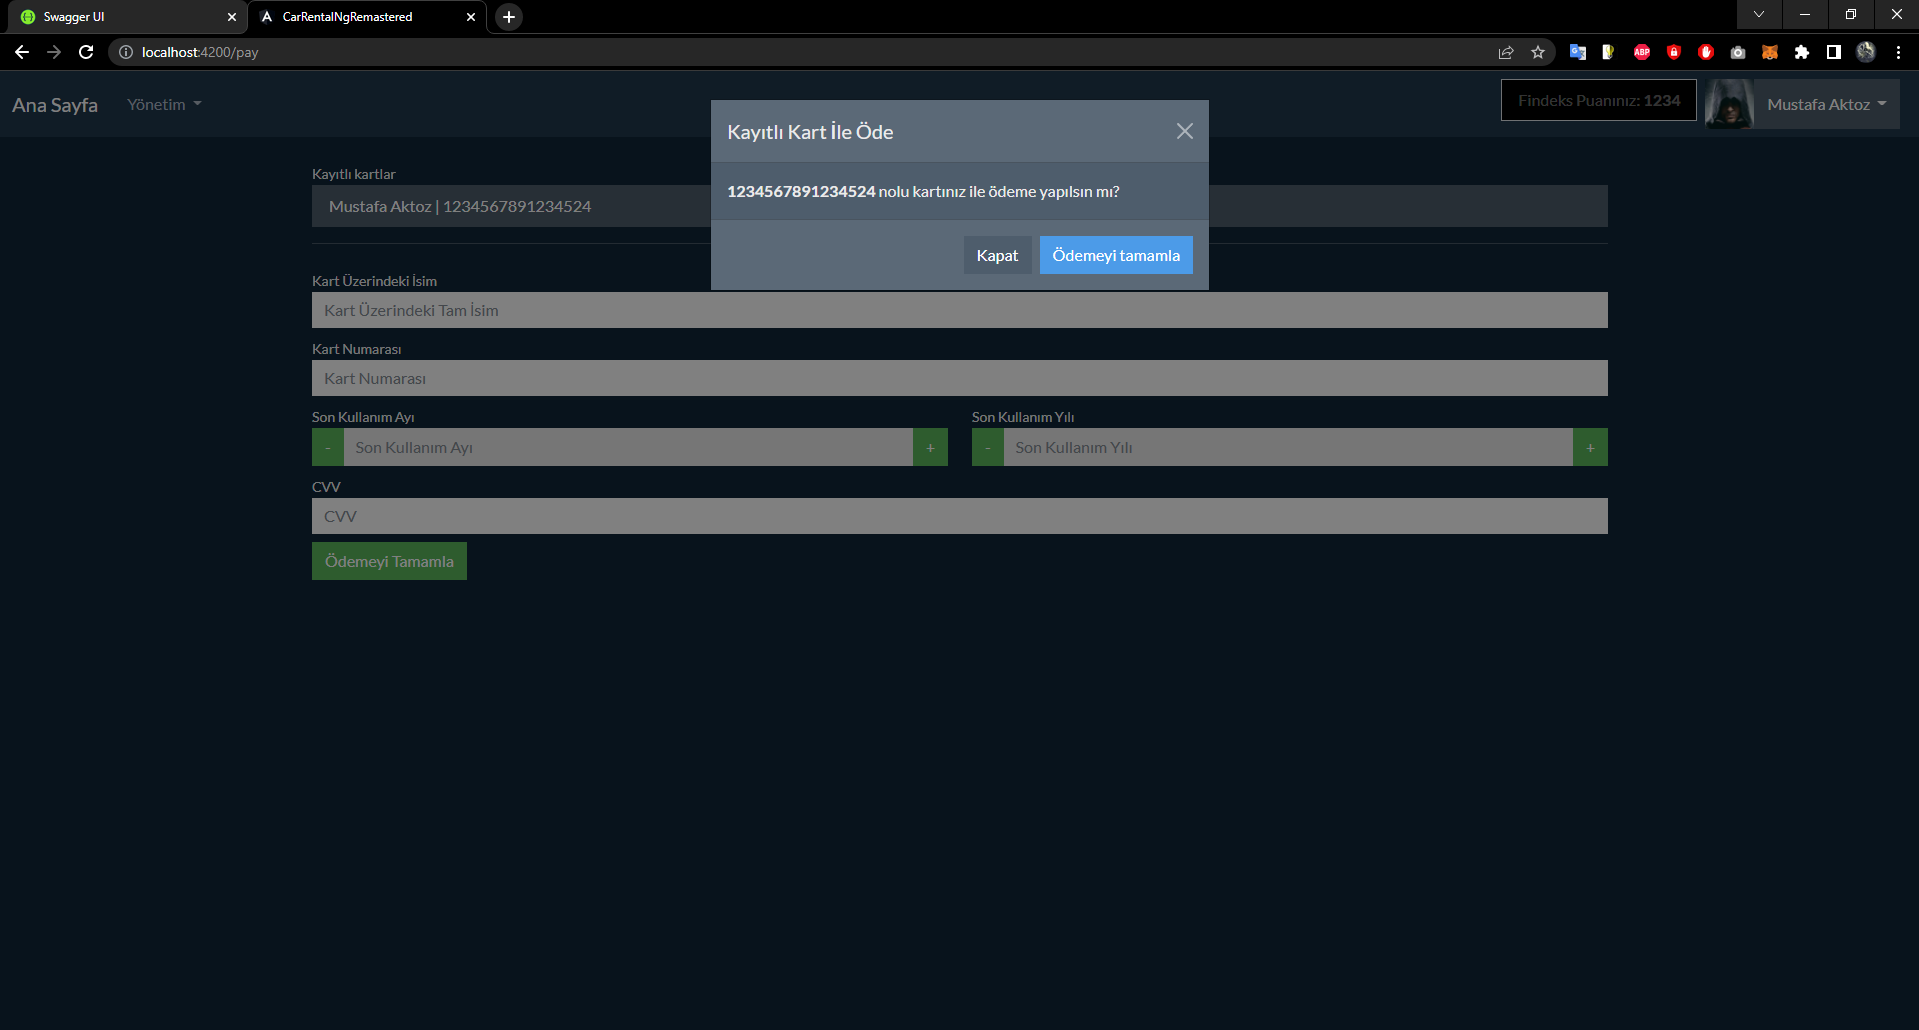 Swagger UI
CarRentalNgRemastered
localhost:4200/pay
ABP
Ana Sayfa
Yönetim
Findeks Puanınız: 1234
Mustafa Aktoz
Kayıtlı Kart İle Öde
1234567891234524 nolu kartınız ile ödeme yapılsın mı?
Kapat
Ödemeyi tamamla
Kayıtlı kartlar
Mustafa Aktoz | 1234567891234524
Kart Üzerindeki İsim
Kart Üzerindeki Tam İsim
Kart Numarası
Kart Numarası
Son Kullanım Ayı
- Son Kullanım Ayı +
Son Kullanım Yılı
- Son Kullanım Yılı +
CVV
CVV
Ödemeyi Tamamla